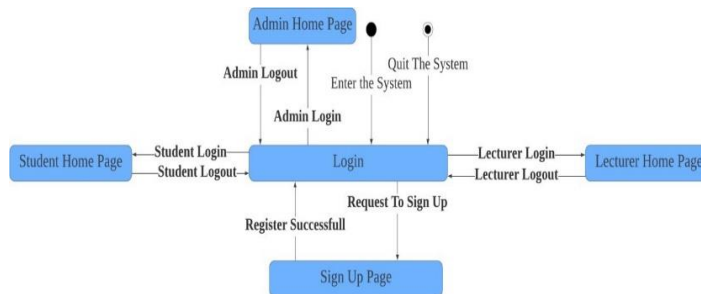 Admin Home Page
Quit The System
Admin Logout
Enter the System
Admin Login
Student Login
Lecturer Login
Student Home Page
Login
Lecturer Home Page
Student Logout
Lecturer Logout
Request To Sign Up
Register Successfull
Sign Up Page